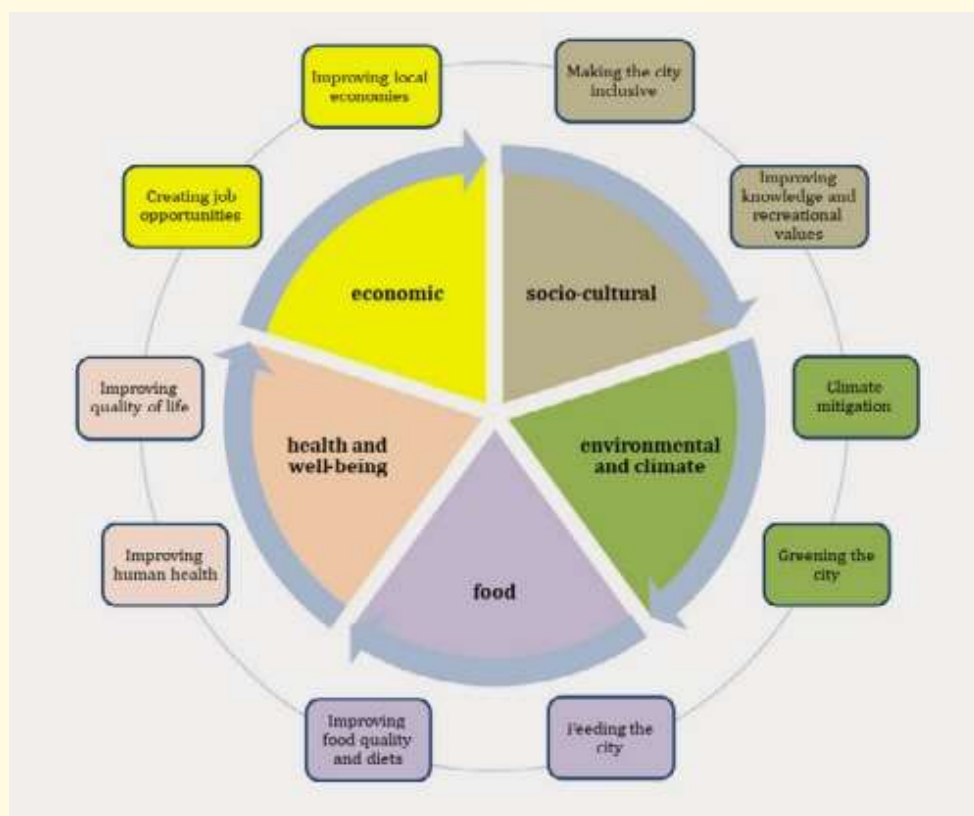 Improving local
economies
Making the city
inclusive
Creating job
opportunities
Improving
knowledge and
recreational
values
economic
socio-cultural
Improving
quality of life
Climate
mitigation
health and
well-being
environmental
and climate
Improving
human health
Greening the
city
food
Improving
food quality
and diets
Feeding the
city